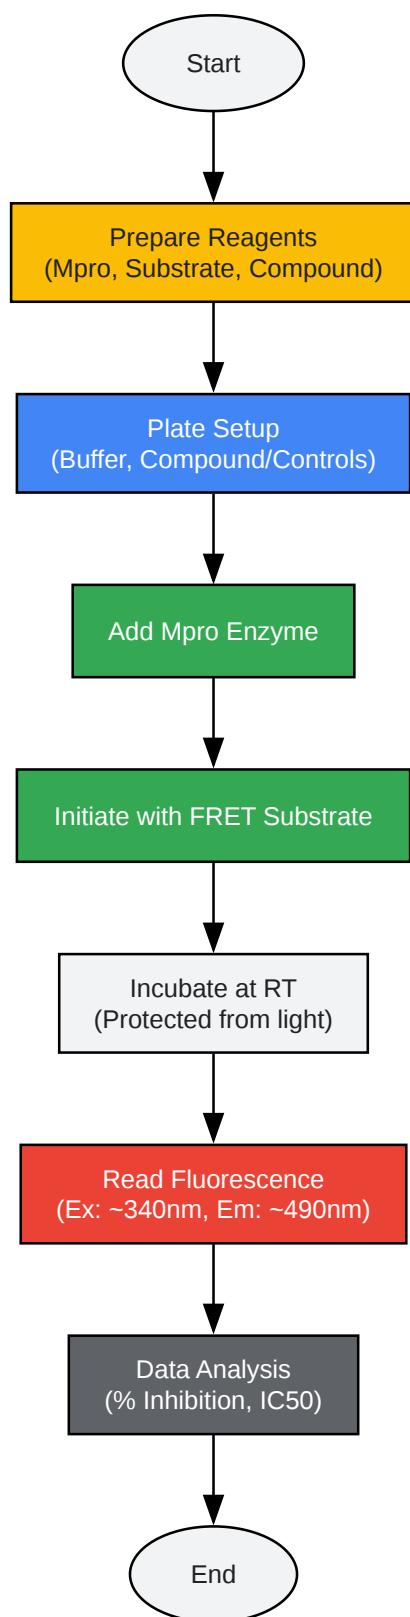 Start
Prepare Reagents
(Mpro, Substrate, Compound)
Plate Setup
(Buffer, Compound/Controls)
Add Mpro Enzyme
Initiate with FRET Substrate
Incubate at RT
(Protected from light)
Read Fluorescence
(Ex: ~340nm, Em: ~490nm)
Data Analysis
(% Inhibition, IC50)
End